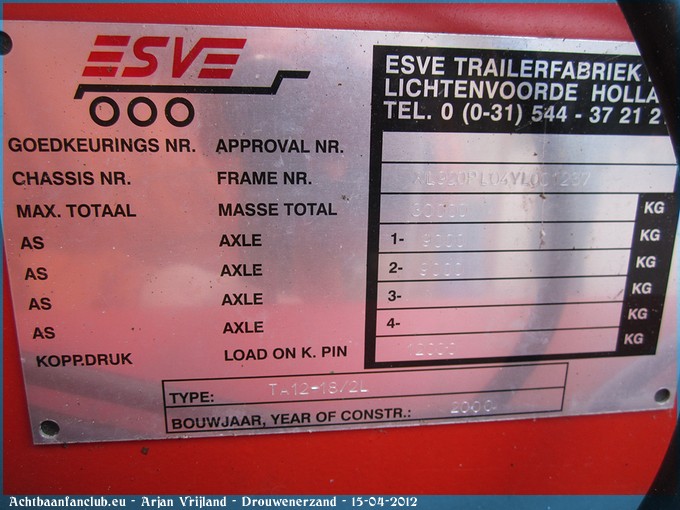 ESVE
ESVE TRAILERFABRIEK
LICHTENVOORDE HOLLA
TEL. 0 (0-31) 544 - 37 21 2
GOEDKEURINGS NR. APPROVAL NR.
CHASSIS NR. FRAME NR.
MAX. TOTAAL MASSE TOTAL 30000 KG
AS AXLE 1- 9000 KG
AS AXLE 2- 9000 KG
AS AXLE 3- KG
AS AXLE 4- KG
KOPP.DRUK LOAD ON K. PIN 12000 KG
TYPE: TA12-18/2L
BOUWJAAR, YEAR OF CONSTR.: 2000
Achtbaanfanclub.eu - Arjan Vrijland - Drouwenerzand - 15-04-2012